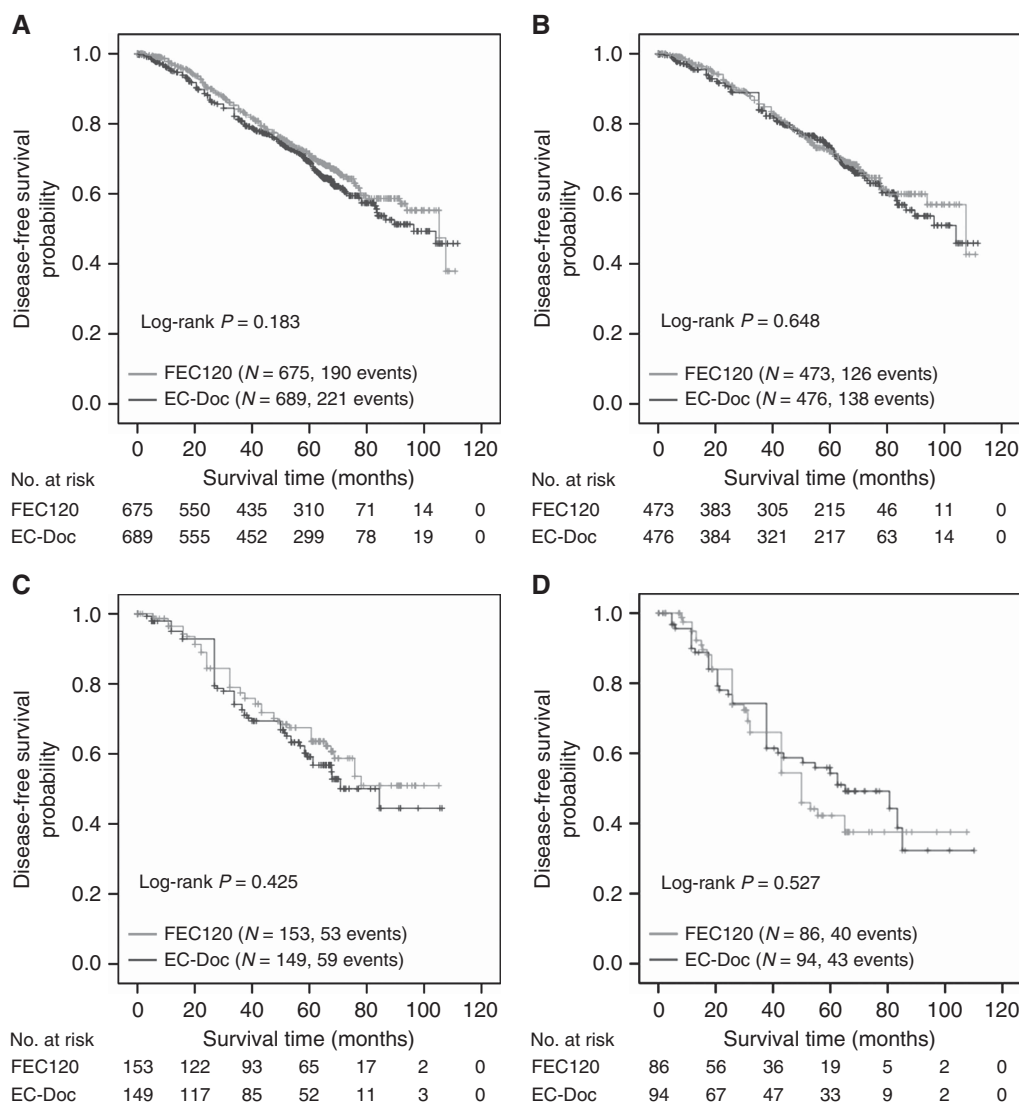 A
Disease-free survival probability
1.0
0.8
0.6
0.4
0.2
0.0
Log-rank P = 0.183
FEC120 (N = 675, 190 events)
EC-Doc (N = 689, 221 events)
0 20 40 60 80 100 120
No. at risk Survival time (months)
FEC120 675 550 435 310 71 14 0
EC-Doc 689 555 452 299 78 19 0
B
Disease-free survival probability
1.0
0.8
0.6
0.4
0.2
0.0
Log-rank P = 0.648
FEC120 (N = 473, 126 events)
EC-Doc (N = 476, 138 events)
0 20 40 60 80 100 120
No. at risk Survival time (months)
FEC120 473 383 305 215 46 11 0
EC-Doc 476 384 321 217 63 14 0
C
Disease-free survival probability
1.0
0.8
0.6
0.4
0.2
0.0
Log-rank P = 0.425
FEC120 (N = 153, 53 events)
EC-Doc (N = 149, 59 events)
0 20 40 60 80 100 120
No. at risk Survival time (months)
FEC120 153 122 93 65 17 2 0
EC-Doc 149 117 85 52 11 3 0
D
Disease-free survival probability
1.0
0.8
0.6
0.4
0.2
0.0
Log-rank P = 0.527
FEC120 (N = 86, 40 events)
EC-Doc (N = 94, 43 events)
0 20 40 60 80 100 120
No. at risk Survival time (months)
FEC120 86 56 36 19 5 2 0
EC-Doc 94 67 47 33 9 2 0